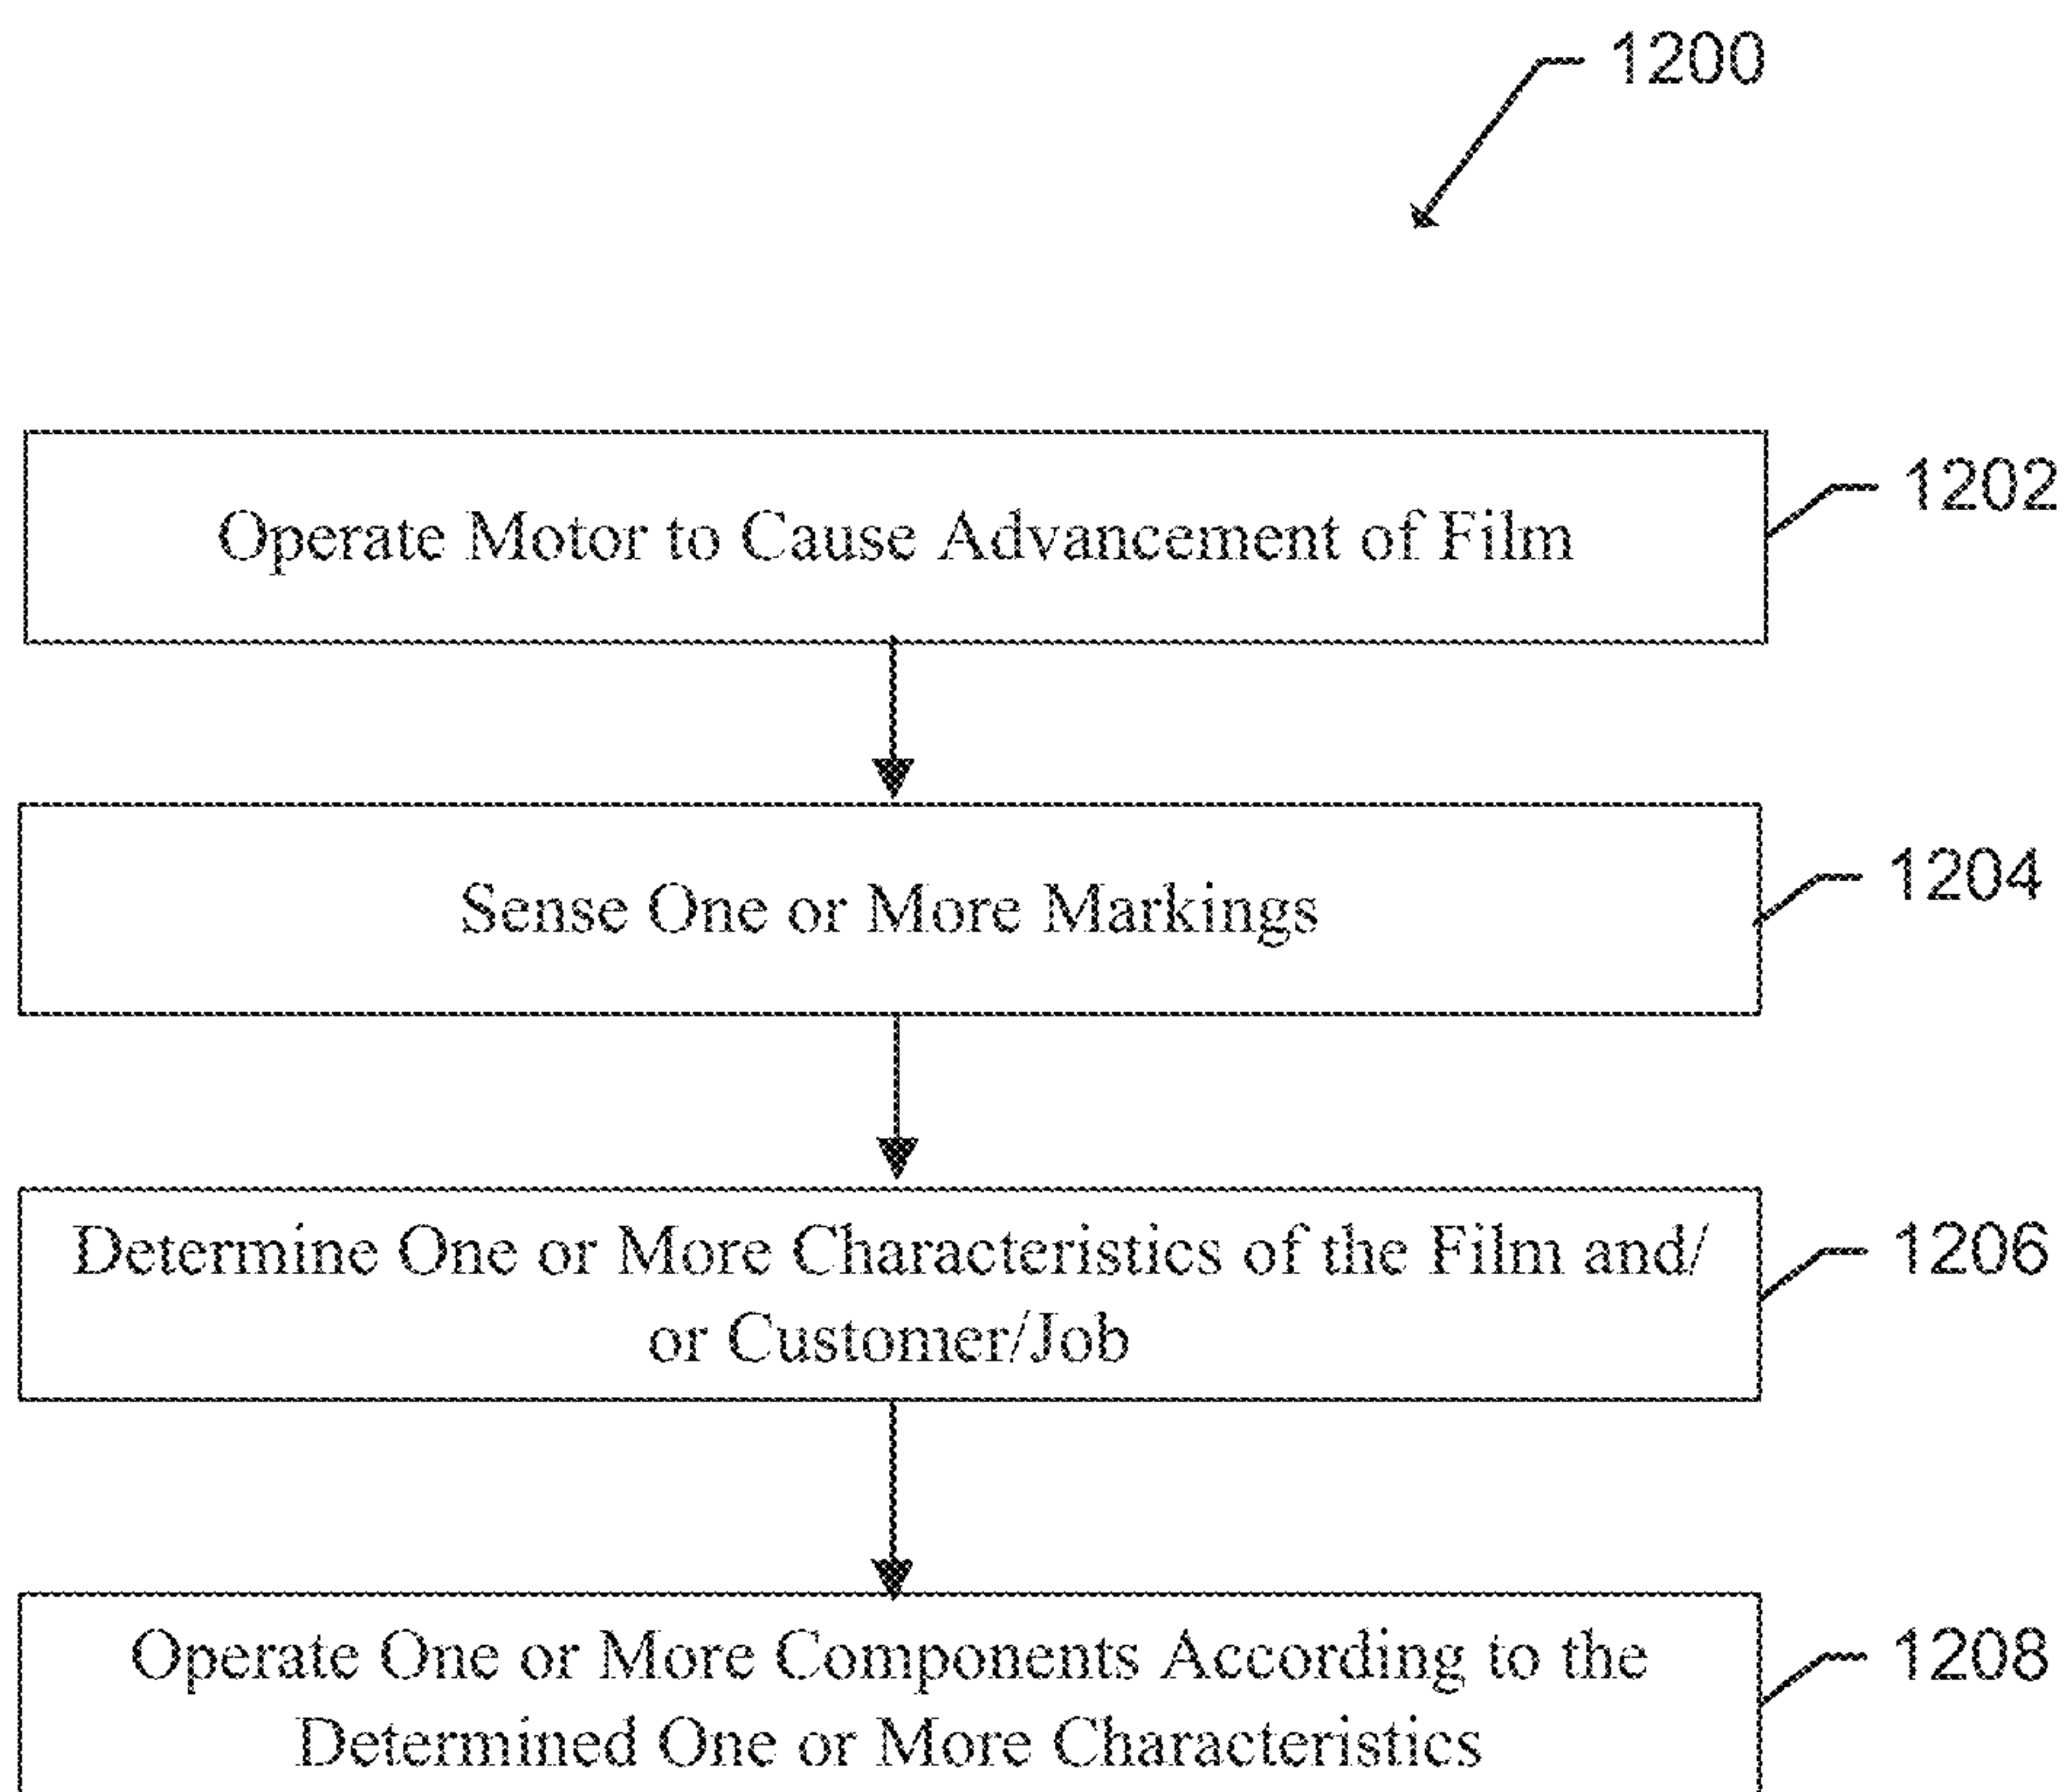 1200
Operate Motor to Cause Advancement of Film
1202
Sense One or More Markings
1204
Determine One or More Characteristics of the Film and/
or Customer/Job
1206
Operate One or More Components According to the
Determined One or More Characteristics
1208